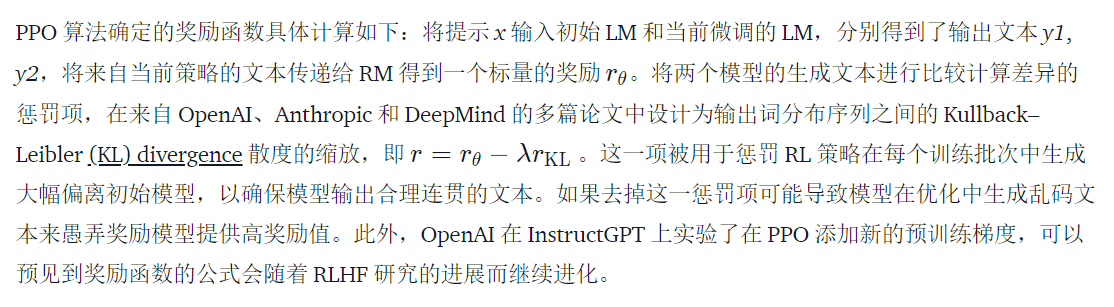 PPO 算法确定的奖励函数具体计算如下：将提示 x 输入初始 LM 和当前微调的 LM，分别得到了输出文本 y1,
y2，将来自当前策略的文本传递给 RM 得到一个标量的奖励 rθ。将两个模型的生成文本进行比较计算差异的
惩罚项，在来自 OpenAI、Anthropic 和 DeepMind 的多篇论文中设计为输出词分布序列之间的 Kullback–
Leibler (KL) divergence 散度的缩放，即 r = rθ − λrKL 。这一项被用于惩罚 RL 策略在每个训练批次中生成
大幅偏离初始模型，以确保模型输出合理连贯的文本。如果去掉这一惩罚项可能导致模型在优化中生成乱码文
本来愚弄奖励模型提供高奖励值。此外，OpenAI 在 InstructGPT 上实验了在 PPO 添加新的预训练梯度，可以
预见到奖励函数的公式会随着 RLHF 研究的进展而继续进化。